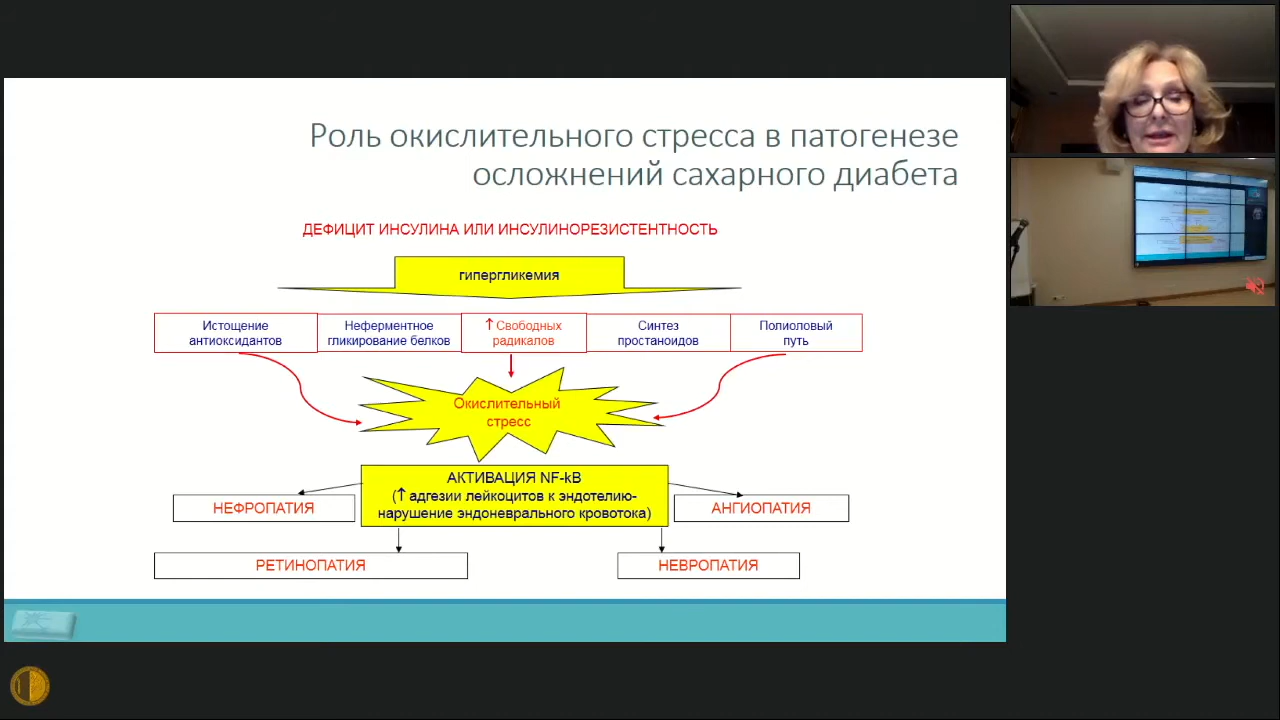 Роль окислительного стресса в патогенезе
осложнений сахарного диабета
ДЕФИЦИТ ИНСУЛИНА ИЛИ ИНСУЛИНОРЕЗИСТЕНТНОСТЬ
гипергликемия
Истощение
антиоксидантов
Неферментное
гликирование белков
↑ Свободных
радикалов
Синтез
простаноидов
Полиоловый
путь
Окислительный
стресс
АКТИВАЦИЯ NF-kB
(↑ адгезии лейкоцитов к эндотелию-
нарушение эндоневрального кровотока)
НЕФРОПАТИЯ
АНГИОПАТИЯ
РЕТИНОПАТИЯ
НЕВРОПАТИЯ